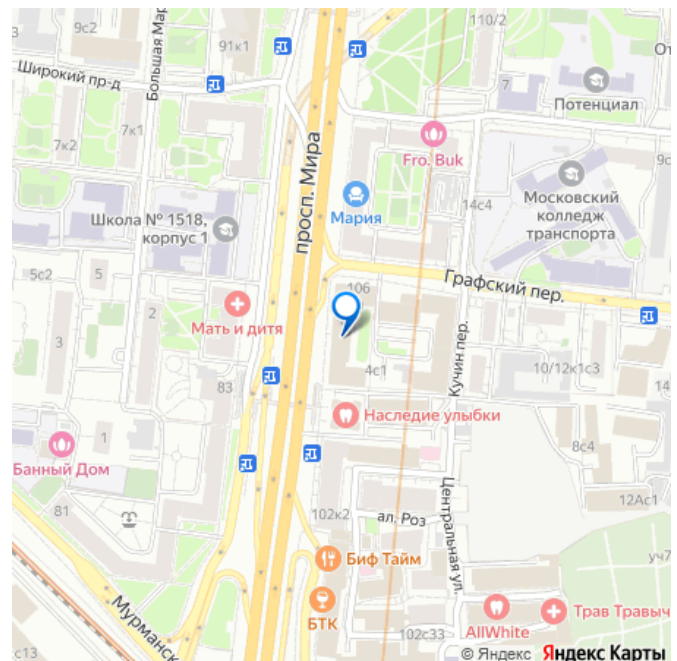 9с2
91к1
110/2
Широкий пр-д
Большая Мар
7
Потенциал
От
7к1
7к2
просп. Мира
Fro. Buk
9с
Мария
14с4
Московский
колледж
транспорта
Школа № 1518,
корпус 1
5с2
5
Графский пер.
106
2
Мать и дитя
3
4с1
Кучин пер.
10/12к1с3
83
14
Наследие улыбки
1
8с4
Банный Дом
12Ас1
81
102к2
ал. Роз
Центральная ул.
Биф Тайм
уч7
Мурманск
БТК
AllWhite
Трав Травыч
102с33
с13
© Яндекс Яндекс Карты